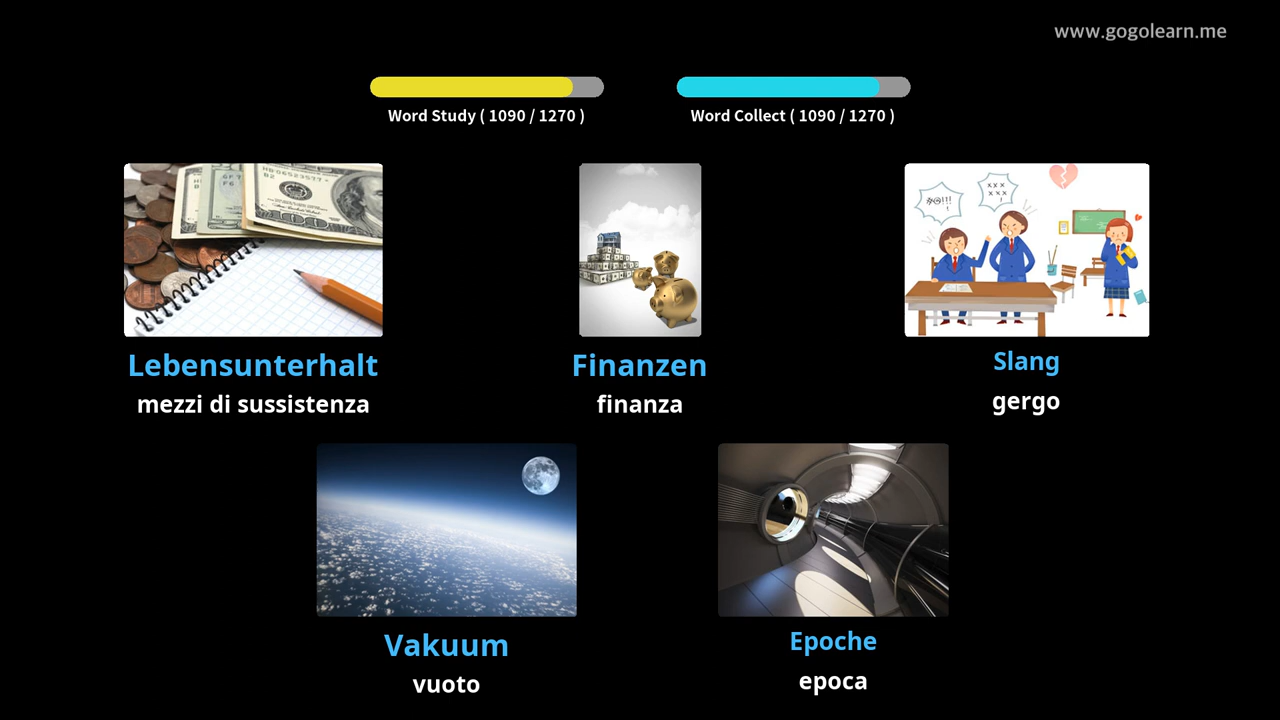 www.gogolearn.me
Word Study ( 1090 / 1270 )
Word Collect ( 1090 / 1270 )
Lebensunterhalt
mezzi di sussistenza
Finanzen
finanza
Slang
gergo
Vakuum
vuoto
Epoche
epoca